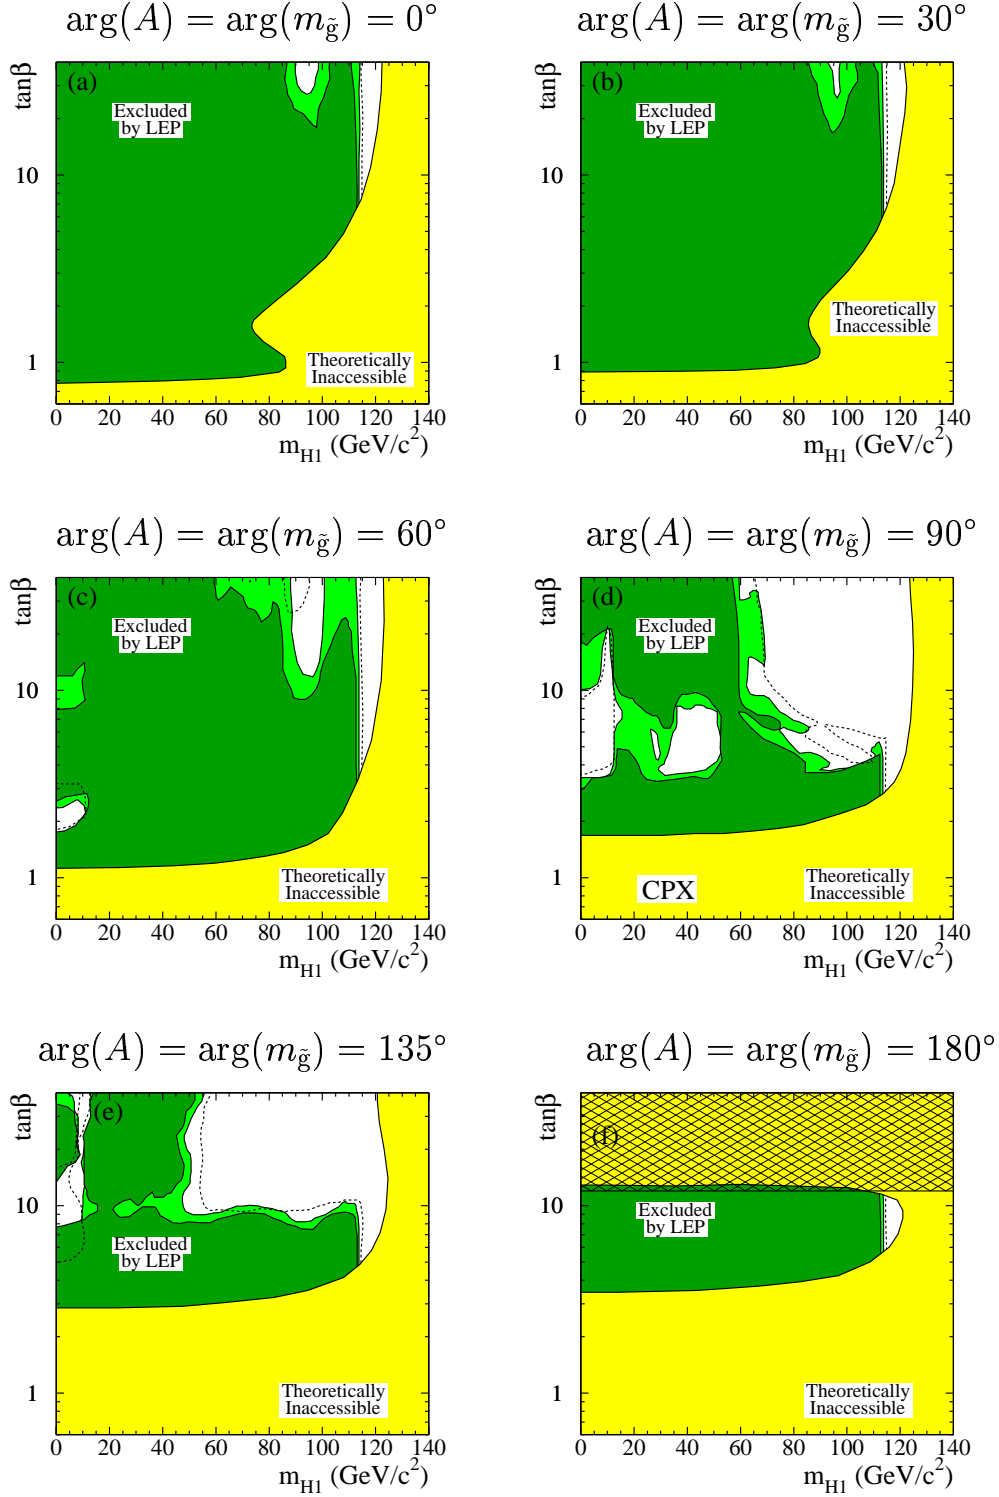 arg(A) = arg(m_g̃) = 0°
arg(A) = arg(m_g̃) = 30°
tanβ
(a)
Excluded
by LEP
10
1
Theoretically
Inaccessible
0 20 40 60 80 100 120 140
m_H1 (GeV/c²)
tanβ
(b)
Excluded
by LEP
10
1
Theoretically
Inaccessible
0 20 40 60 80 100 120 140
m_H1 (GeV/c²)
arg(A) = arg(m_g̃) = 60°
arg(A) = arg(m_g̃) = 90°
tanβ
(c)
Excluded
by LEP
10
1
Theoretically
Inaccessible
0 20 40 60 80 100 120 140
m_H1 (GeV/c²)
tanβ
(d)
Excluded
by LEP
10
1
CPX
Theoretically
Inaccessible
0 20 40 60 80 100 120 140
m_H1 (GeV/c²)
arg(A) = arg(m_g̃) = 135°
arg(A) = arg(m_g̃) = 180°
tanβ
(e)
10
Excluded
by LEP
1
Theoretically
Inaccessible
0 20 40 60 80 100 120 140
m_H1 (GeV/c²)
tanβ
(f)
10
Excluded
by LEP
1
Theoretically
Inaccessible
0 20 40 60 80 100 120 140
m_H1 (GeV/c²)